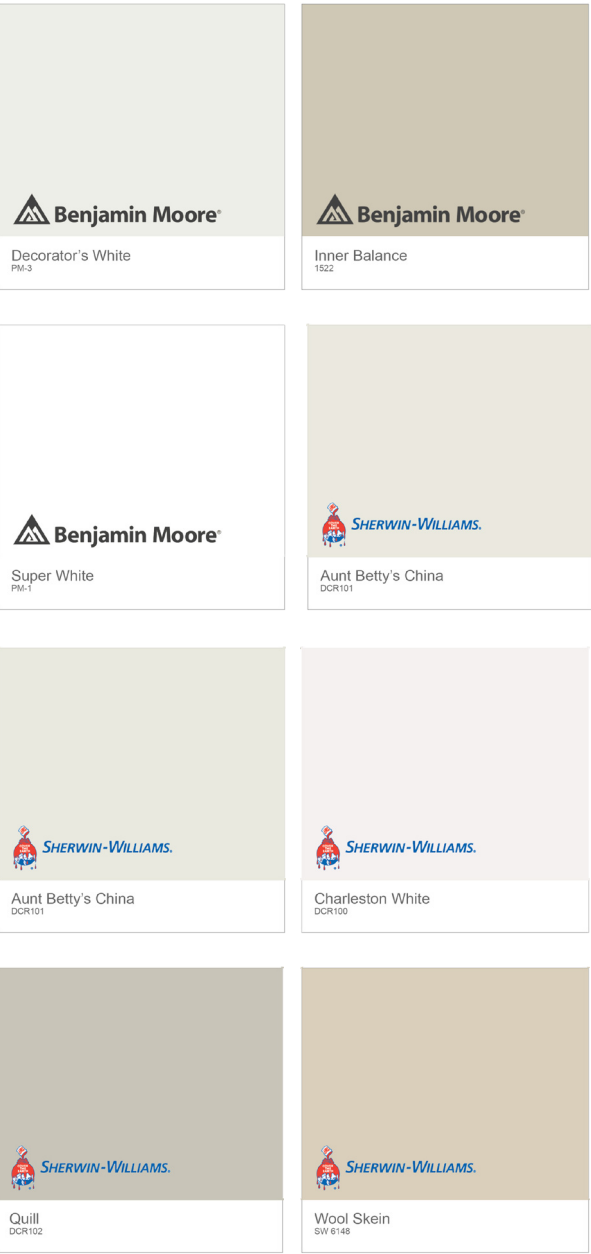 Benjamin Moore®
Decorator's White
PM-3
Benjamin Moore®
Inner Balance
1522
Benjamin Moore®
Super White
PM-1
SHERWIN-WILLIAMS.
Aunt Betty's China
DCR101
SHERWIN-WILLIAMS.
Aunt Betty's China
DCR101
SHERWIN-WILLIAMS.
Charleston White
DCR100
SHERWIN-WILLIAMS.
Quill
DCR102
SHERWIN-WILLIAMS.
Wool Skein
SW 6148